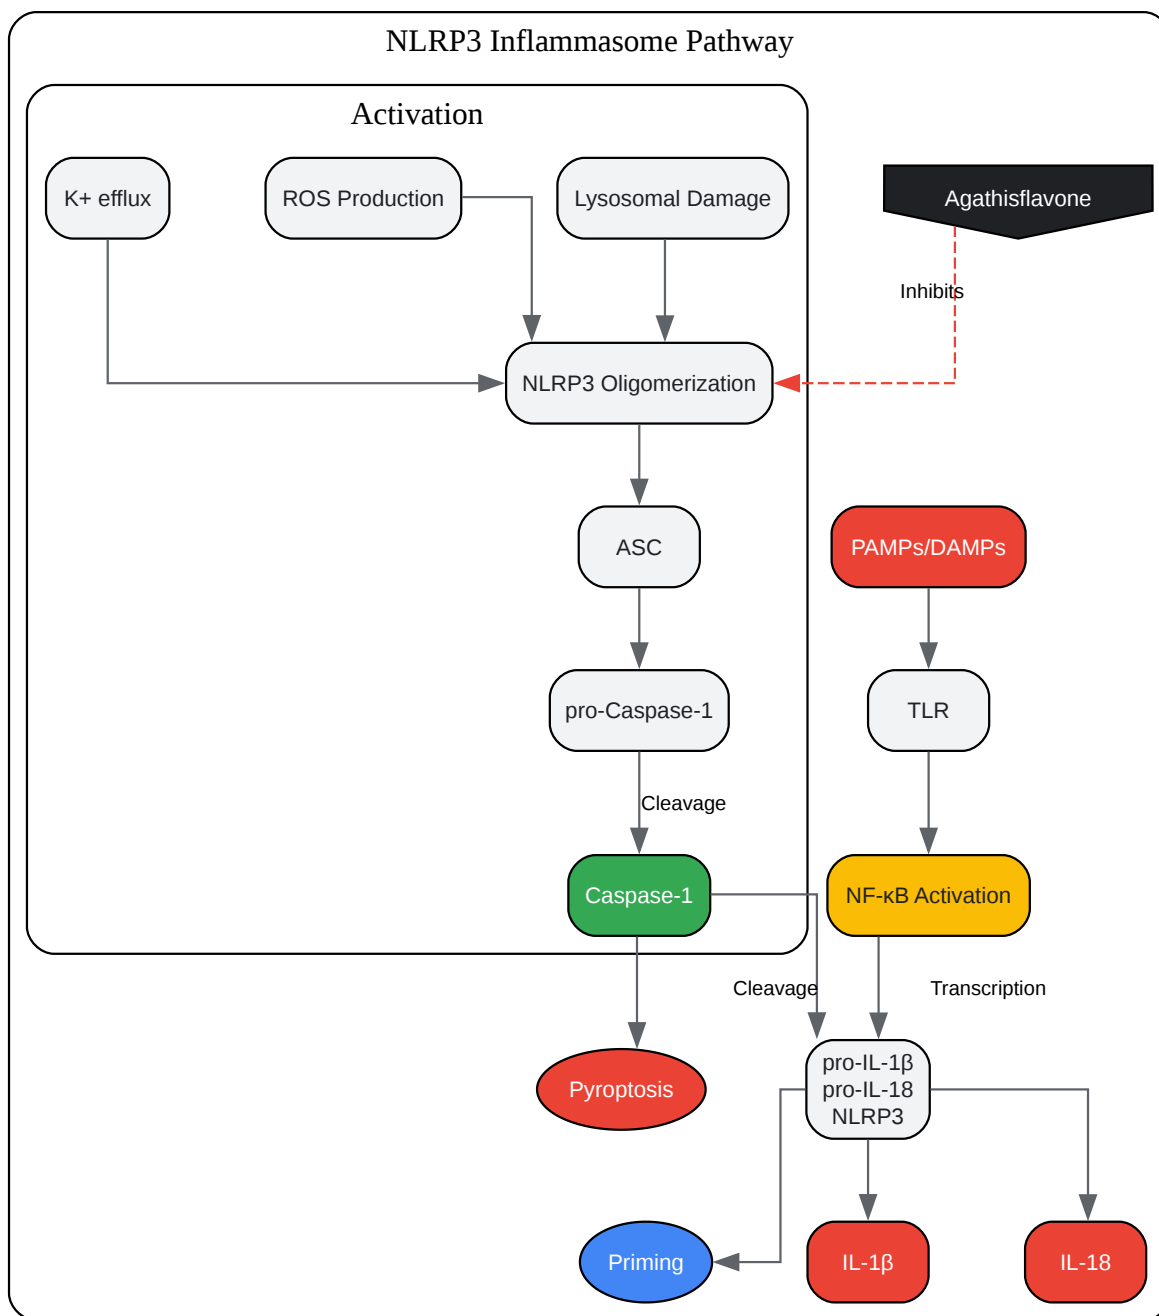 NLRP3 Inflammasome Pathway
Activation
K+ efflux
ROS Production
Lysosomal Damage
Agathisflavone
Inhibits
NLRP3 Oligomerization
ASC
PAMPs/DAMPs
pro-Caspase-1
TLR
Cleavage
Caspase-1
NF-κB Activation
Cleavage
Transcription
pro-IL-1β
pro-IL-18
NLRP3
Pyroptosis
Priming
IL-1β
IL-18